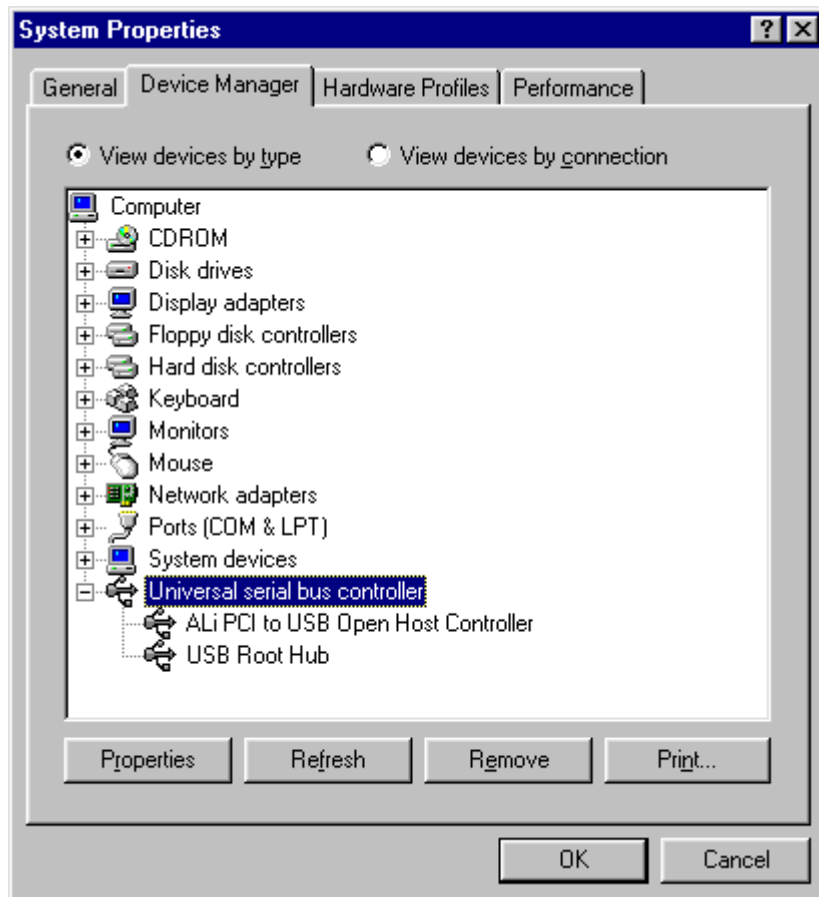 System Properties
General Device Manager Hardware Profiles Performance
View devices by type View devices by connection
Computer
CDROM
Disk drives
Display adapters
Floppy disk controllers
Hard disk controllers
Keyboard
Monitors
Mouse
Network adapters
Ports (COM & LPT)
System devices
Universal serial bus controller
ALi PCI to USB Open Host Controller
USB Root Hub
Properties Refresh Remove Print...
OK Cancel